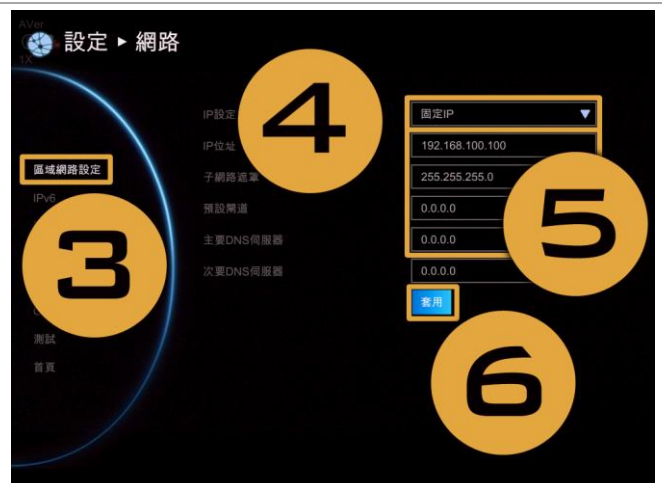 AVer
1X
設定 ▸ 網路
4
IP設定
固定IP
IP位址
192.168.100.100
區域網路設定
子網路遮罩
255.255.255.0
IPv6
預設閘道
0.0.0.0
5
3
主要DNS伺服器
0.0.0.0
次要DNS伺服器
0.0.0.0
套用
測試
6
首頁